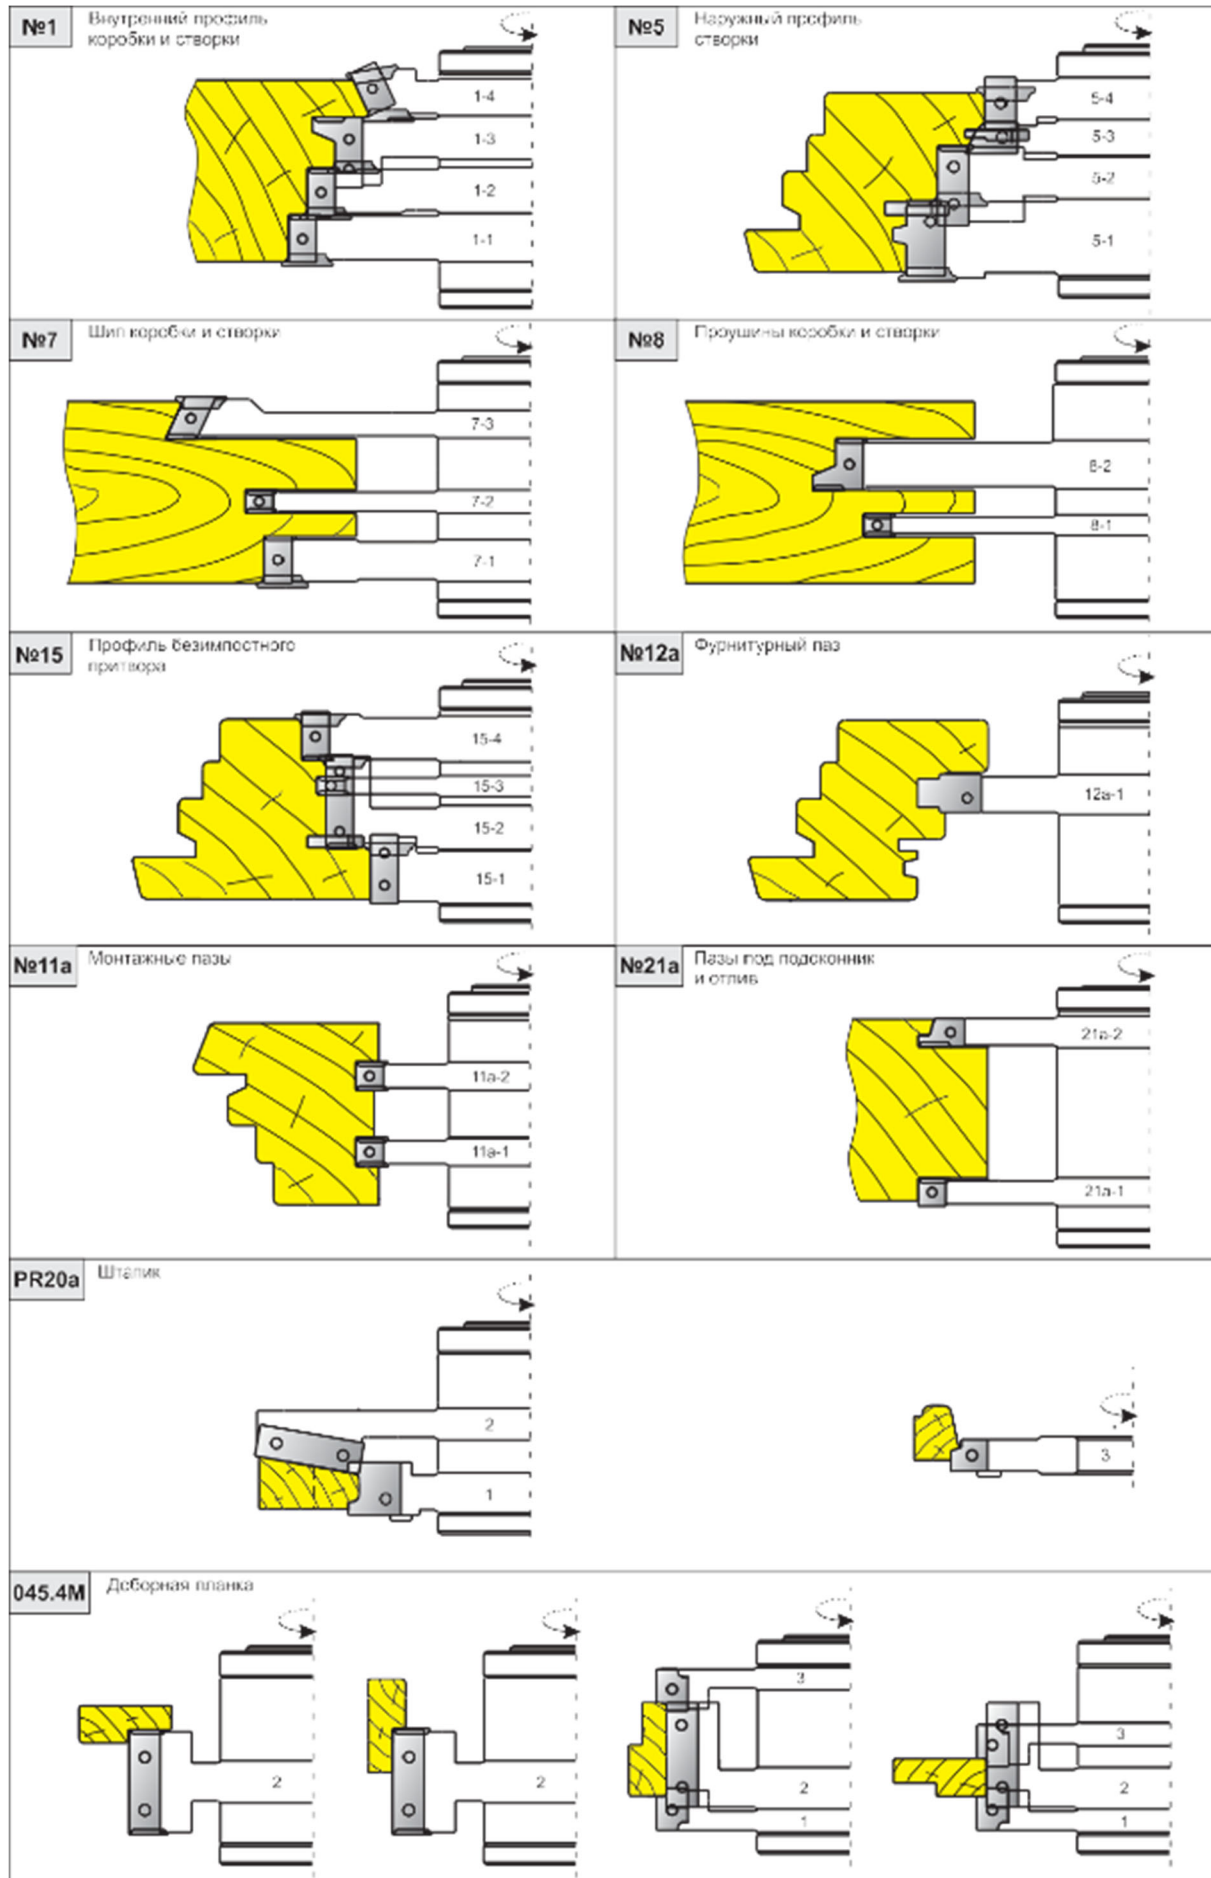 №1
Внутренний профиль
коробки и створки
1-4
1-3
1-2
1-1
№5
Наружный профиль
створки
5-4
5-3
5-2
5-1
№7
Шип коробки и створки
7-3
7-2
7-1
№8
Проушины коробки и створки
8-2
8-1
№15
Профиль безимпостного
притвора
15-4
15-3
15-2
15-1
№12а
Фурнитурный паз
12а-1
№11а
Монтажные пазы
11а-2
11а-1
№21а
Пазы под подоконник
и отлив
21а-2
21а-1
PR20a
Штапик
2
1
3
045.4М
Доборная планка
2
2
3
2
1
3
2
1